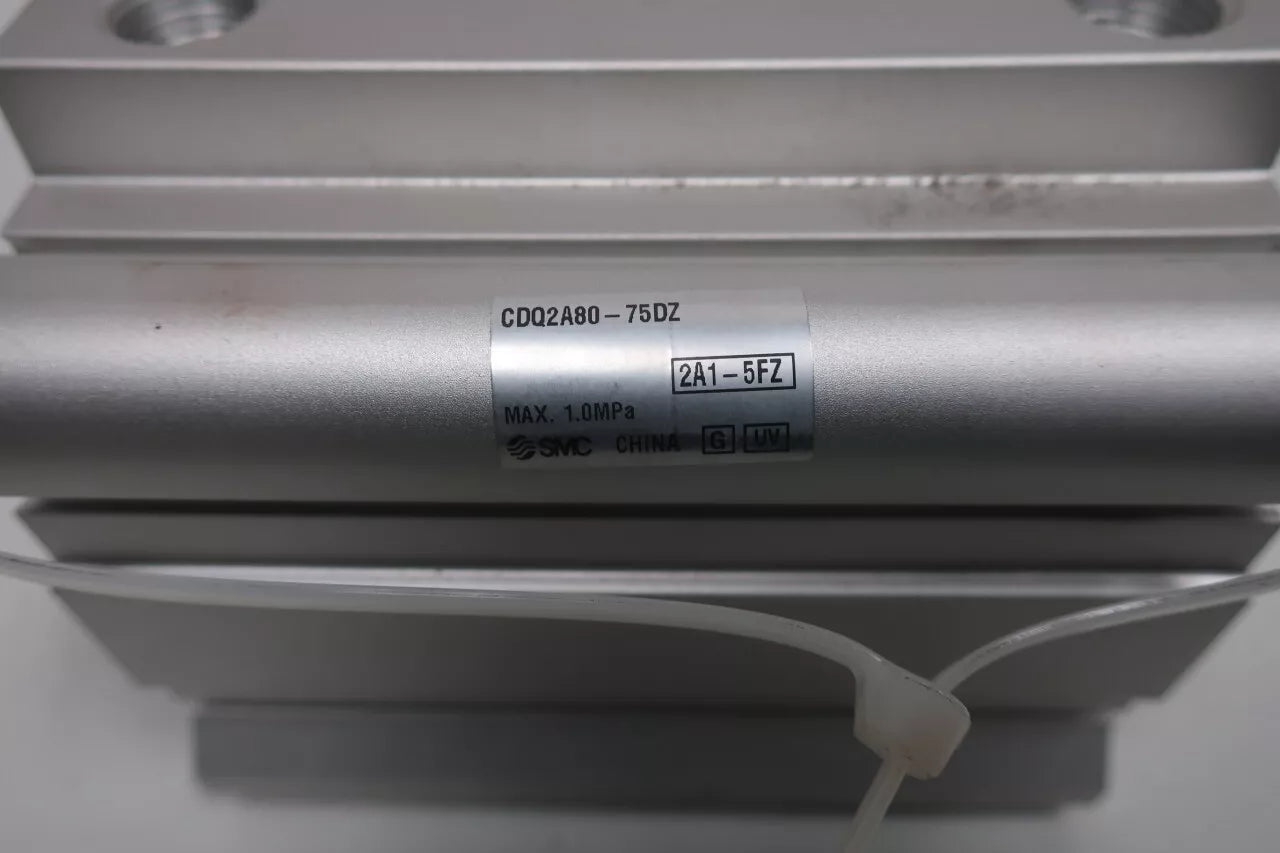 CDQ2A80-75DZ
2A1-5FZ
MAX. 1.0MPa
SMC CHINA G UV